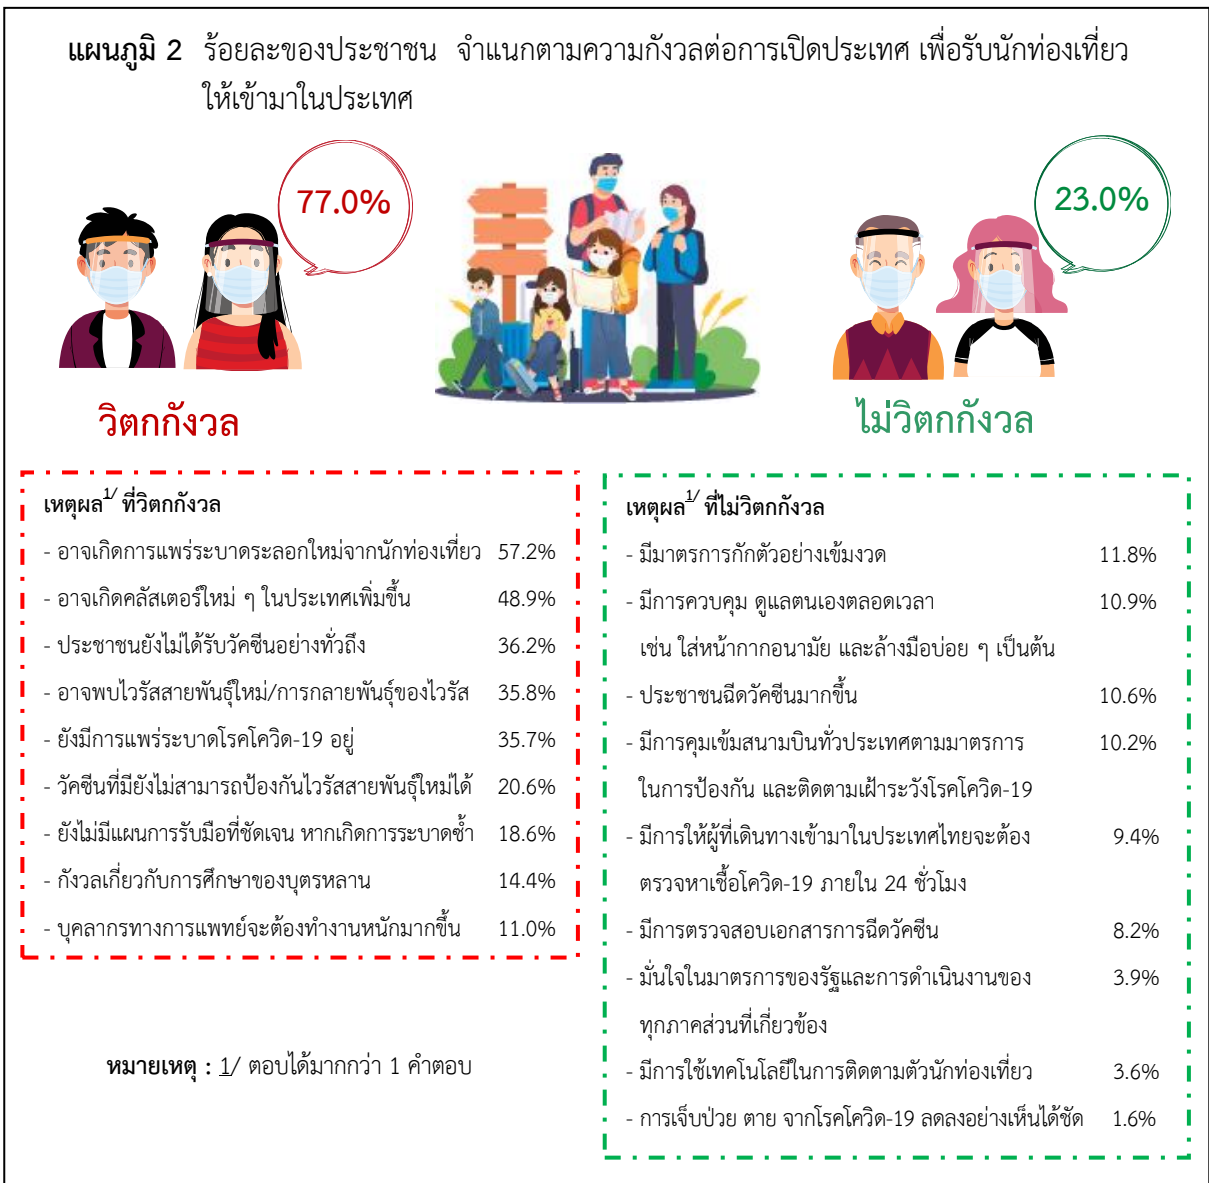 แผนภูมิ 2 ร้อยละของประชาชน จำแนกตามความกังวลต่อการเปิดประเทศ เพื่อรับนักท่องเที่ยว
ให้เข้ามาในประเทศ
77.0%
23.0%
วิตกกังวล
ไม่วิตกกังวล
เหตุผล1/ ที่วิตกกังวล
- อาจเกิดการแพร่ระบาดระลอกใหม่จากนักท่องเที่ยว 57.2%
- อาจเกิดคลัสเตอร์ใหม่ ๆ ในประเทศเพิ่มขึ้น 48.9%
- ประชาชนยังไม่ได้รับวัคซีนอย่างทั่วถึง 36.2%
- อาจพบไวรัสสายพันธุ์ใหม่/การกลายพันธุ์ของไวรัส 35.8%
- ยังมีการแพร่ระบาดโรคโควิด-19 อยู่ 35.7%
- วัคซีนที่มียังไม่สามารถป้องกันไวรัสสายพันธุ์ใหม่ได้ 20.6%
- ยังไม่มีแผนการรับมือที่ชัดเจน หากเกิดการระบาดซ้ำ 18.6%
- กังวลเกี่ยวกับการศึกษาของบุตรหลาน 14.4%
- บุคลากรทางการแพทย์จะต้องทำงานหนักมากขึ้น 11.0%
หมายเหตุ : 1/ ตอบได้มากกว่า 1 คำตอบ
เหตุผล1/ ที่ไม่วิตกกังวล
- มีมาตรการกักตัวอย่างเข้มงวด 11.8%
- มีการควบคุม ดูแลตนเองตลอดเวลา 10.9%
เช่น ใส่หน้ากากอนามัย และล้างมือบ่อย ๆ เป็นต้น
- ประชาชนฉีดวัคซีนมากขึ้น 10.6%
- มีการคุมเข้มสนามบินทั่วประเทศตามมาตรการ 10.2%
ในการป้องกัน และติดตามเฝ้าระวังโรคโควิด-19
- มีการให้ผู้ที่เดินทางเข้ามาในประเทศไทยจะต้อง 9.4%
ตรวจหาเชื้อโควิด-19 ภายใน 24 ชั่วโมง
- มีการตรวจสอบเอกสารการฉีดวัคซีน 8.2%
- มั่นใจในมาตรการของรัฐและการดำเนินงานของ 3.9%
ทุกภาคส่วนที่เกี่ยวข้อง
- มีการใช้เทคโนโลยีในการติดตามตัวนักท่องเที่ยว 3.6%
- การเจ็บป่วย ตาย จากโรคโควิด-19 ลดลงอย่างเห็นได้ชัด 1.6%